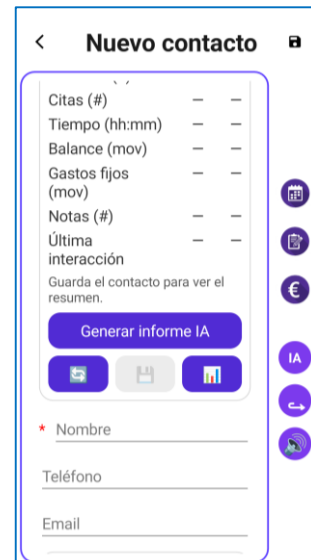 Nuevo contacto
Citas (#) — —
Tiempo (hh:mm) — —
Balance (mov) — —
Gastos fijos
(mov) — —
Notas (#) — —
Última
interacción — —
Guarda el contacto para ver el
resumen.
Generar informe IA
* Nombre
Teléfono
Email
€
IA